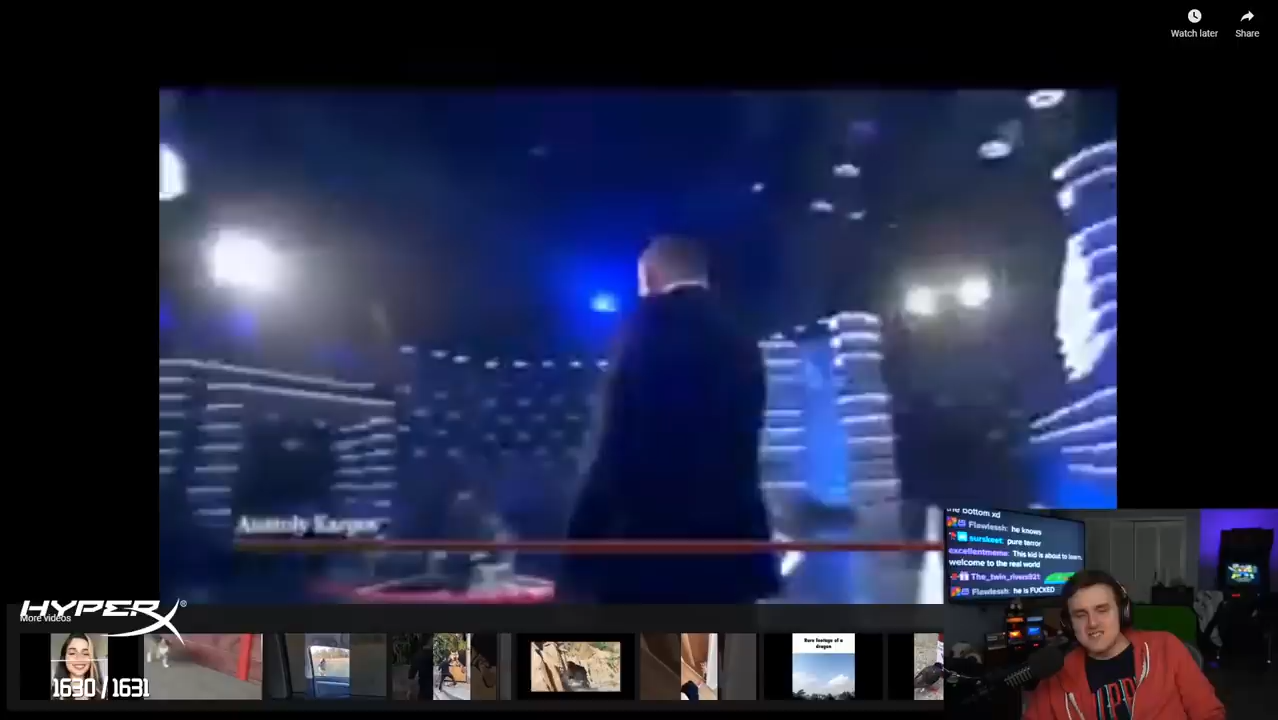 Watch later
Share
Anatoly Karpov
the bottom xd
Flawlessh: he knows
surskeet: pure terror
excellentmeme: This kid is about to learn,
welcome to the real world
The_twin_rivers821
Flawlessh: he is FUCKED
HYPERX®
More videos
Rare footage of a
dragon
1630 / 1631